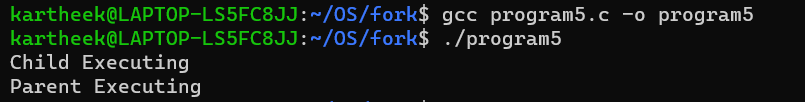 kartheek@LAPTOP-LS5FC8JJ:~/OS/fork$ gcc program5.c -o program5
kartheek@LAPTOP-LS5FC8JJ:~/OS/fork$ ./program5
Child Executing
Parent Executing